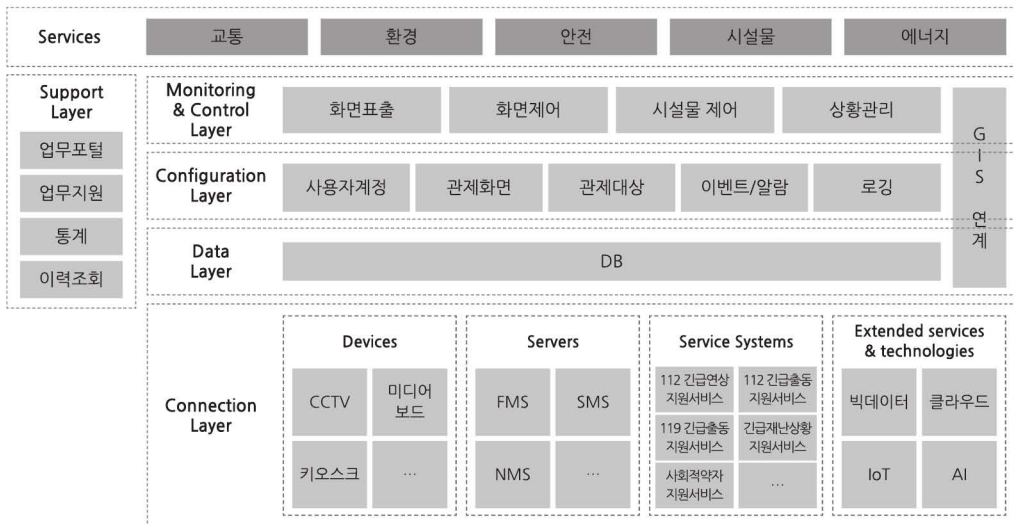 Services
교통
환경
안전
시설물
에너지
Support
Layer
업무포털
업무지원
통계
이력조회
Monitoring
& Control
Layer
화면표출
화면제어
시설물 제어
상황관리
Configuration
Layer
사용자계정
관제화면
관제대상
이벤트/알람
로깅
Data
Layer
DB
G
I
S
연
계
Connection
Layer
Devices
CCTV
미디어
보드
키오스크
…
Servers
FMS
SMS
NMS
…
Service Systems
112 긴급연상
지원서비스
112 긴급출동
지원서비스
119 긴급출동
지원서비스
긴급재난상황
지원서비스
사회적약자
지원서비스
…
Extended services
& technologies
빅데이터
클라우드
IoT
AI